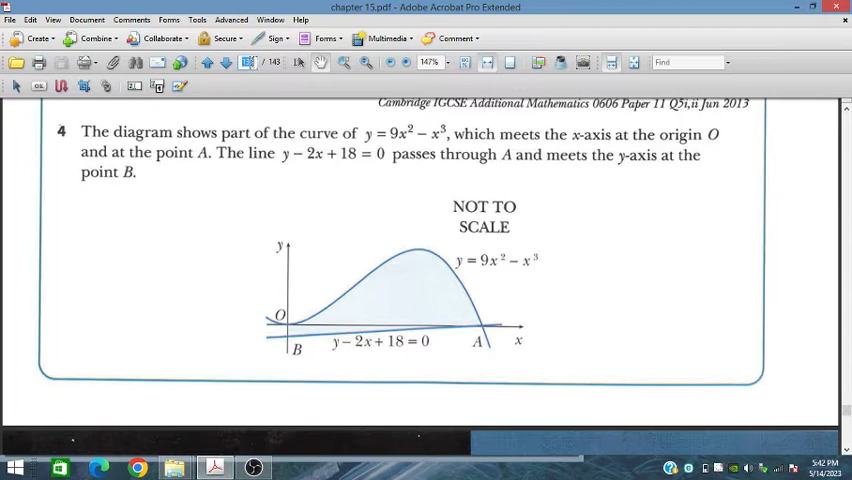 chapter 15.pdf - Adobe Acrobat Pro Extended
File Edit View Document Comments Forms Tools Advanced Window Help
Create Combine Collaborate Secure Sign Forms Multimedia Comment
/ 143 147% Find
Cambridge IGCSE Additional Mathematics 0606 Paper 11 Q5i,ii Jun 2013
4 The diagram shows part of the curve of y = 9x² − x³, which meets the x-axis at the origin O
and at the point A. The line y − 2x + 18 = 0 passes through A and meets the y-axis at the
point B.
NOT TO
SCALE
y
y = 9x² − x³
O
B
y − 2x + 18 = 0
A
x
5:42 PM
5/14/2023